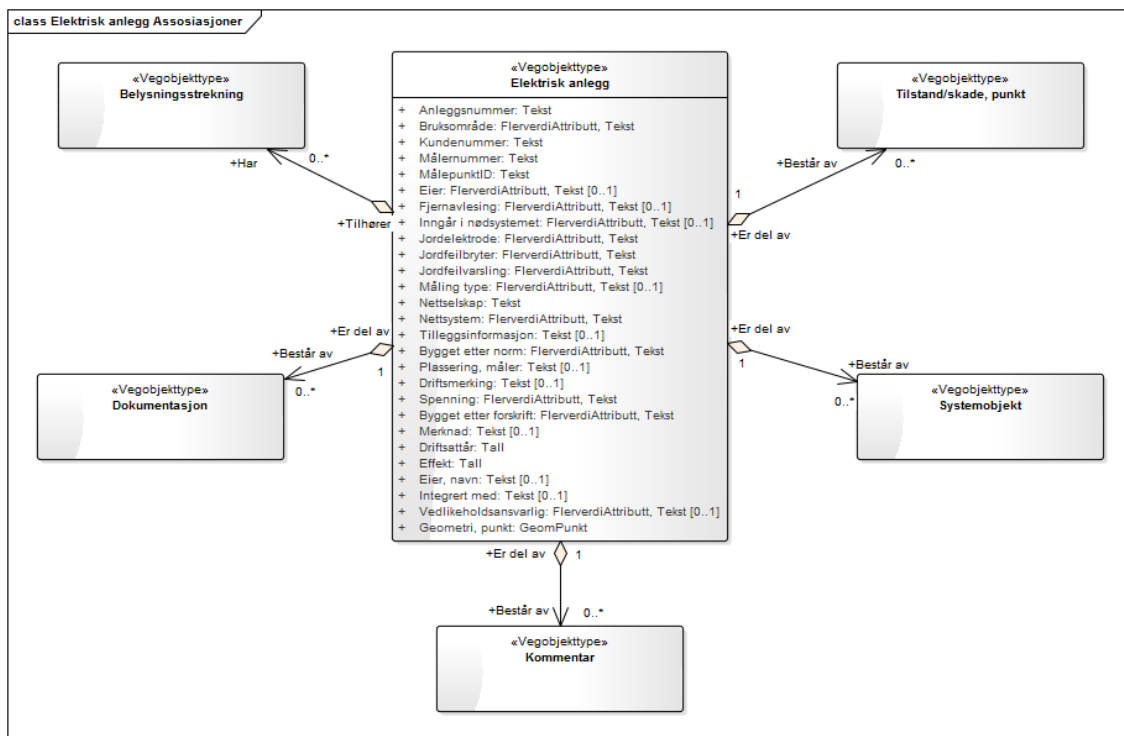 class Elektrisk anlegg Assosiasjoner
«Vegobjekttype»
Belysningsstrekning
«Vegobjekttype»
Elektrisk anlegg
+ Anleggsnummer: Tekst
+ Bruksområde: FlerverdiAttributt, Tekst
+ Kundenummer: Tekst
+ Målernummer: Tekst
+ MålepunktID: Tekst
+ Eier: FlerverdiAttributt, Tekst [0..1]
+ Fjernavlesing: FlerverdiAttributt, Tekst [0..1]
+ Inngår i nødsystemet: FlerverdiAttributt, Tekst [0..1]
+ Jordelektrode: FlerverdiAttributt, Tekst
+ Jordfeilbryter: FlerverdiAttributt, Tekst
+ Jordfeilvarsling: FlerverdiAttributt, Tekst
+ Måling type: FlerverdiAttributt, Tekst [0..1]
+ Nettselskap: Tekst
+ Nettsystem: FlerverdiAttributt, Tekst
+ Tilleggsinformasjon: Tekst [0..1]
+ Bygget etter norm: FlerverdiAttributt, Tekst
+ Plassering, måler: Tekst [0..1]
+ Driftsmerking: Tekst [0..1]
+ Spenning: FlerverdiAttributt, Tekst
+ Bygget etter forskrift: FlerverdiAttributt, Tekst
+ Merknad: Tekst [0..1]
+ Driftsattår: Tall
+ Effekt: Tall
+ Eier, navn: Tekst [0..1]
+ Integrert med: Tekst [0..1]
+ Vedlikeholdsansvarlig: FlerverdiAttributt, Tekst [0..1]
+ Geometri, punkt: GeomPunkt
«Vegobjekttype»
Tilstand/skade, punkt
+Har
0..*
+Tilhører
+Består av
0..*
1
+Er del av
+Er del av
+Består av
1
0..*
«Vegobjekttype»
Dokumentasjon
+Er del av
1
+Består av
0..*
«Vegobjekttype»
Systemobjekt
+Er del av
1
+Består av
0..*
«Vegobjekttype»
Kommentar